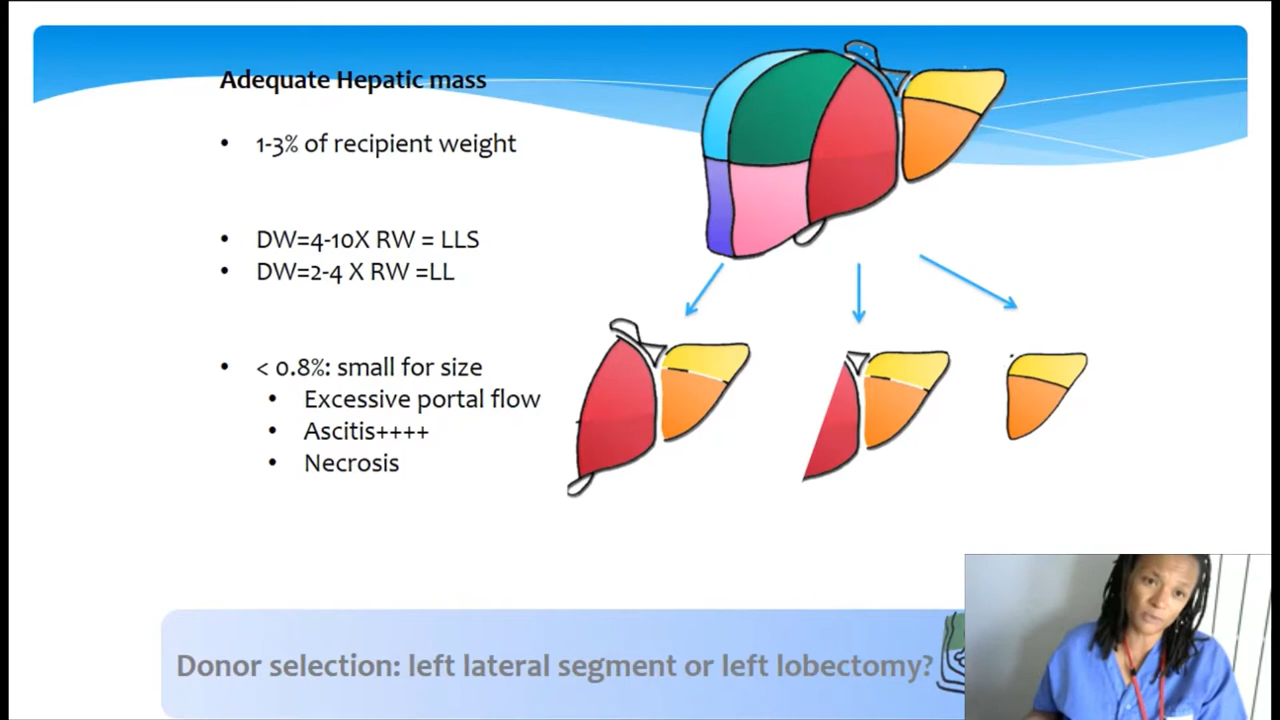 Adequate Hepatic mass
• 1-3% of recipient weight
• DW=4-10X RW = LLS
• DW=2-4 X RW =LL
• < 0.8%: small for size
• Excessive portal flow
• Ascitis++++
• Necrosis
Donor selection: left lateral segment or left lobectomy?